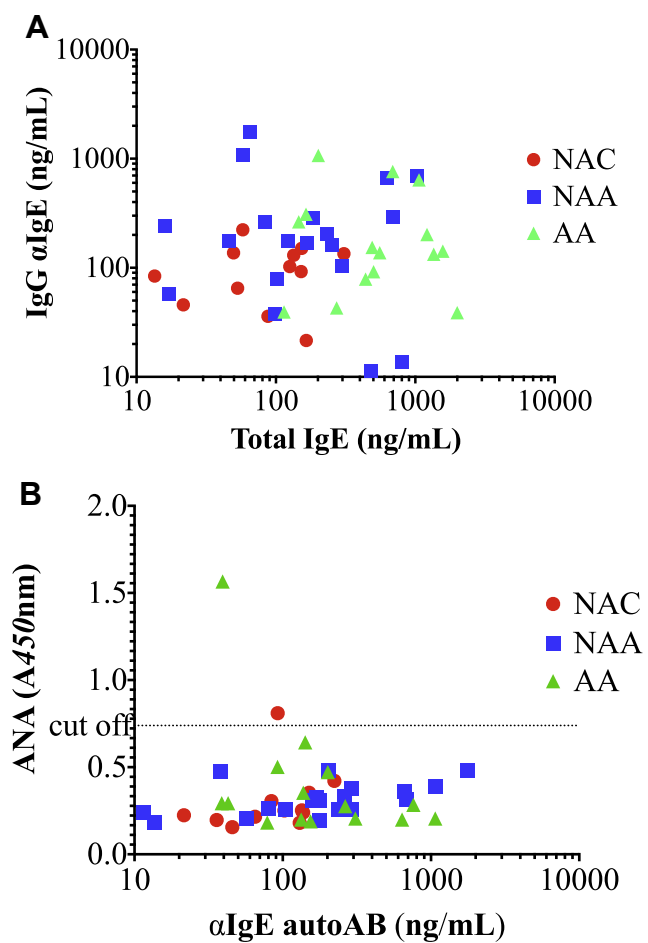 A
10000
1000
100
10
IgG αIgE (ng/mL)
10 100 1000 10000
Total IgE (ng/mL)
NAC
NAA
AA
B
2.0
1.5
1.0
cut off
0.5
0.0
ANA (A450nm)
10 100 1000 10000
αIgE autoAB (ng/mL)
NAC
NAA
AA